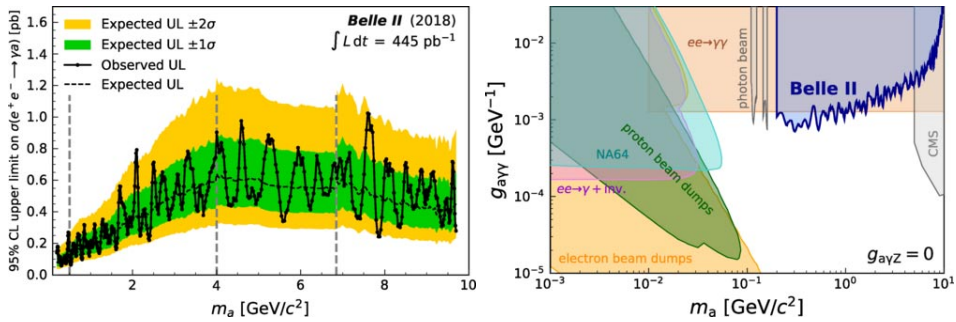 Expected UL ±2σ
Expected UL ±1σ
Observed UL
Expected UL
Belle II (2018)
∫L dt = 445 pb⁻¹
95% CL upper limit on σ(e⁺e⁻ → γa) [pb]
1.6
1.4
1.2
1.0
0.8
0.6
0.4
0.2
0.0
2 4 6 8 10
mₐ [GeV/c²]
g_aγγ [GeV⁻¹]
10⁻²
10⁻³
10⁻⁴
10⁻⁵
ee→γγ
photon beam
Belle II
CMS
NA64
proton beam dumps
ee→γ + inv.
electron beam dumps
g_aγZ = 0
10⁻³ 10⁻² 10⁻¹ 10⁰ 10¹
mₐ [GeV/c²]